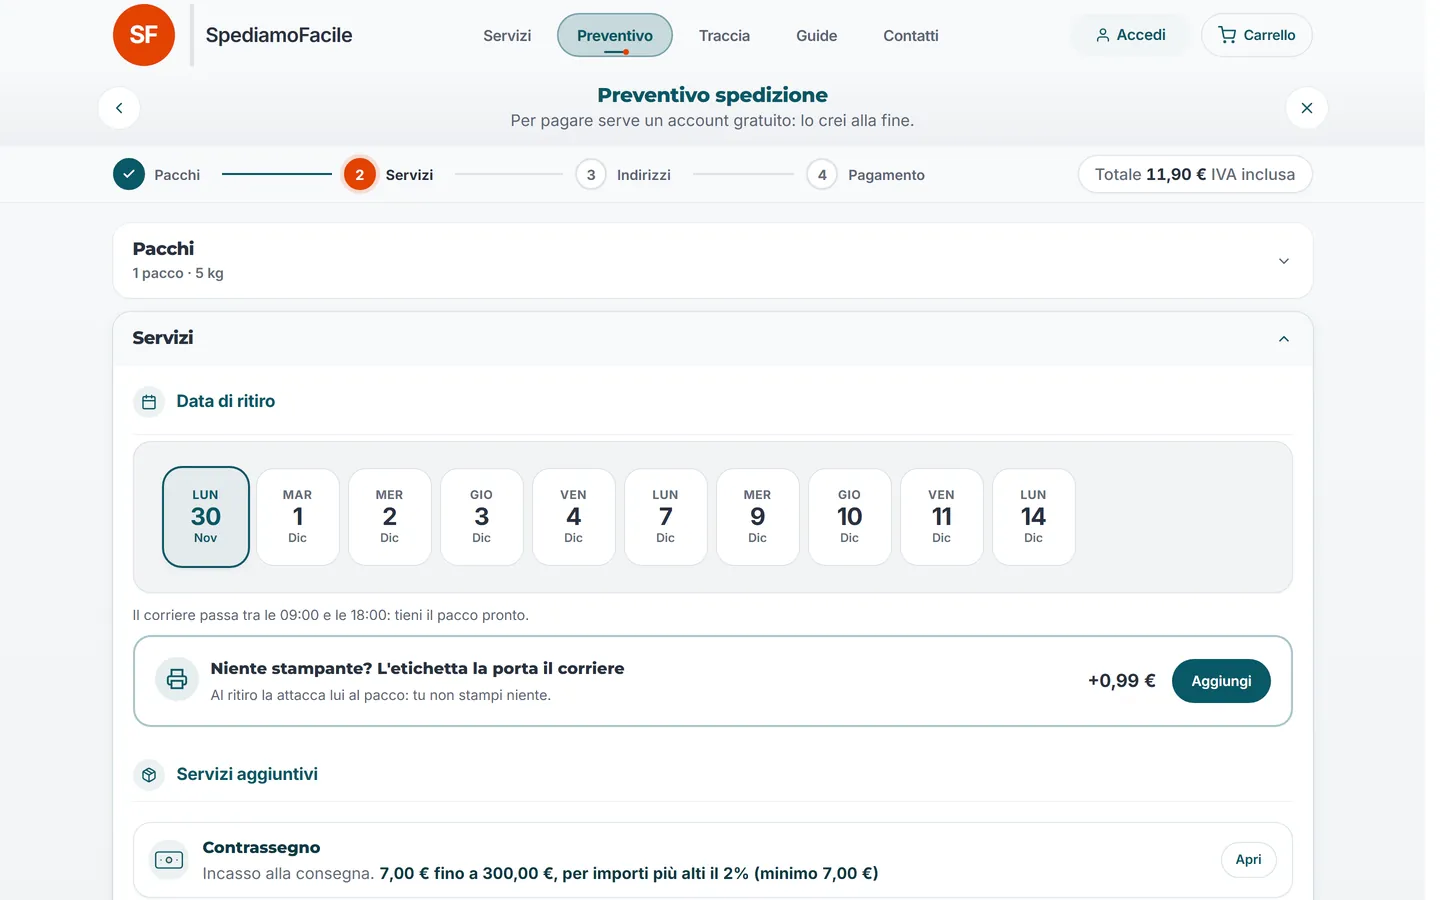 SF
SpediamoFacile
Servizi
Preventivo
Traccia
Guide
Contatti
Accedi
Carrello
Preventivo spedizione
Per pagare serve un account gratuito: lo crei alla fine.
Pacchi
2
Servizi
3
Indirizzi
4
Pagamento
Totale 11,90 € IVA inclusa
Pacchi
1 pacco · 5 kg
Servizi
Data di ritiro
LUN
30
Nov
MAR
1
Dic
MER
2
Dic
GIO
3
Dic
VEN
4
Dic
LUN
7
Dic
MER
9
Dic
GIO
10
Dic
VEN
11
Dic
LUN
14
Dic
Il corriere passa tra le 09:00 e le 18:00: tieni il pacco pronto.
Niente stampante? L'etichetta la porta il corriere
Al ritiro la attacca lui al pacco: tu non stampi niente.
+0,99 €
Aggiungi
Servizi aggiuntivi
Contrassegno
Incasso alla consegna. 7,00 € fino a 300,00 €, per importi più alti il 2% (minimo 7,00 €)
Apri